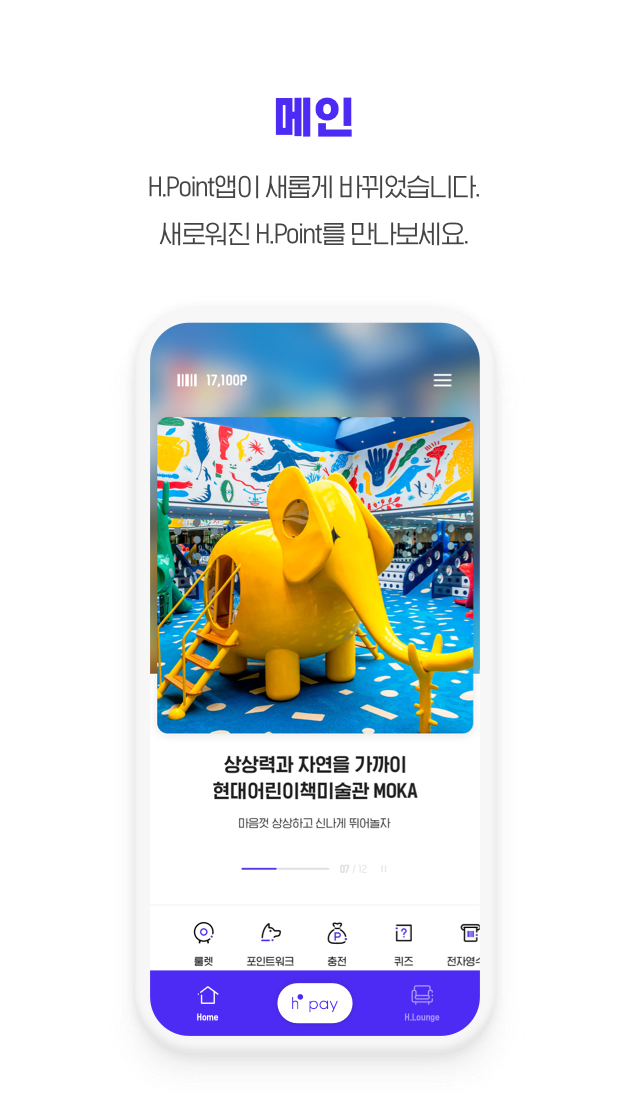 메인
H.Point앱이 새롭게 바뀌었습니다.
새로워진 H.Point를 만나보세요.
17,100P
상상력과 자연을 가까이
현대어린이책미술관 MOKA
마음껏 상상하고 신나게 뛰어놀자
07 / 12
룰렛 포인트워크 충전 퀴즈 전자영수
P ?
Home h pay H.Lounge